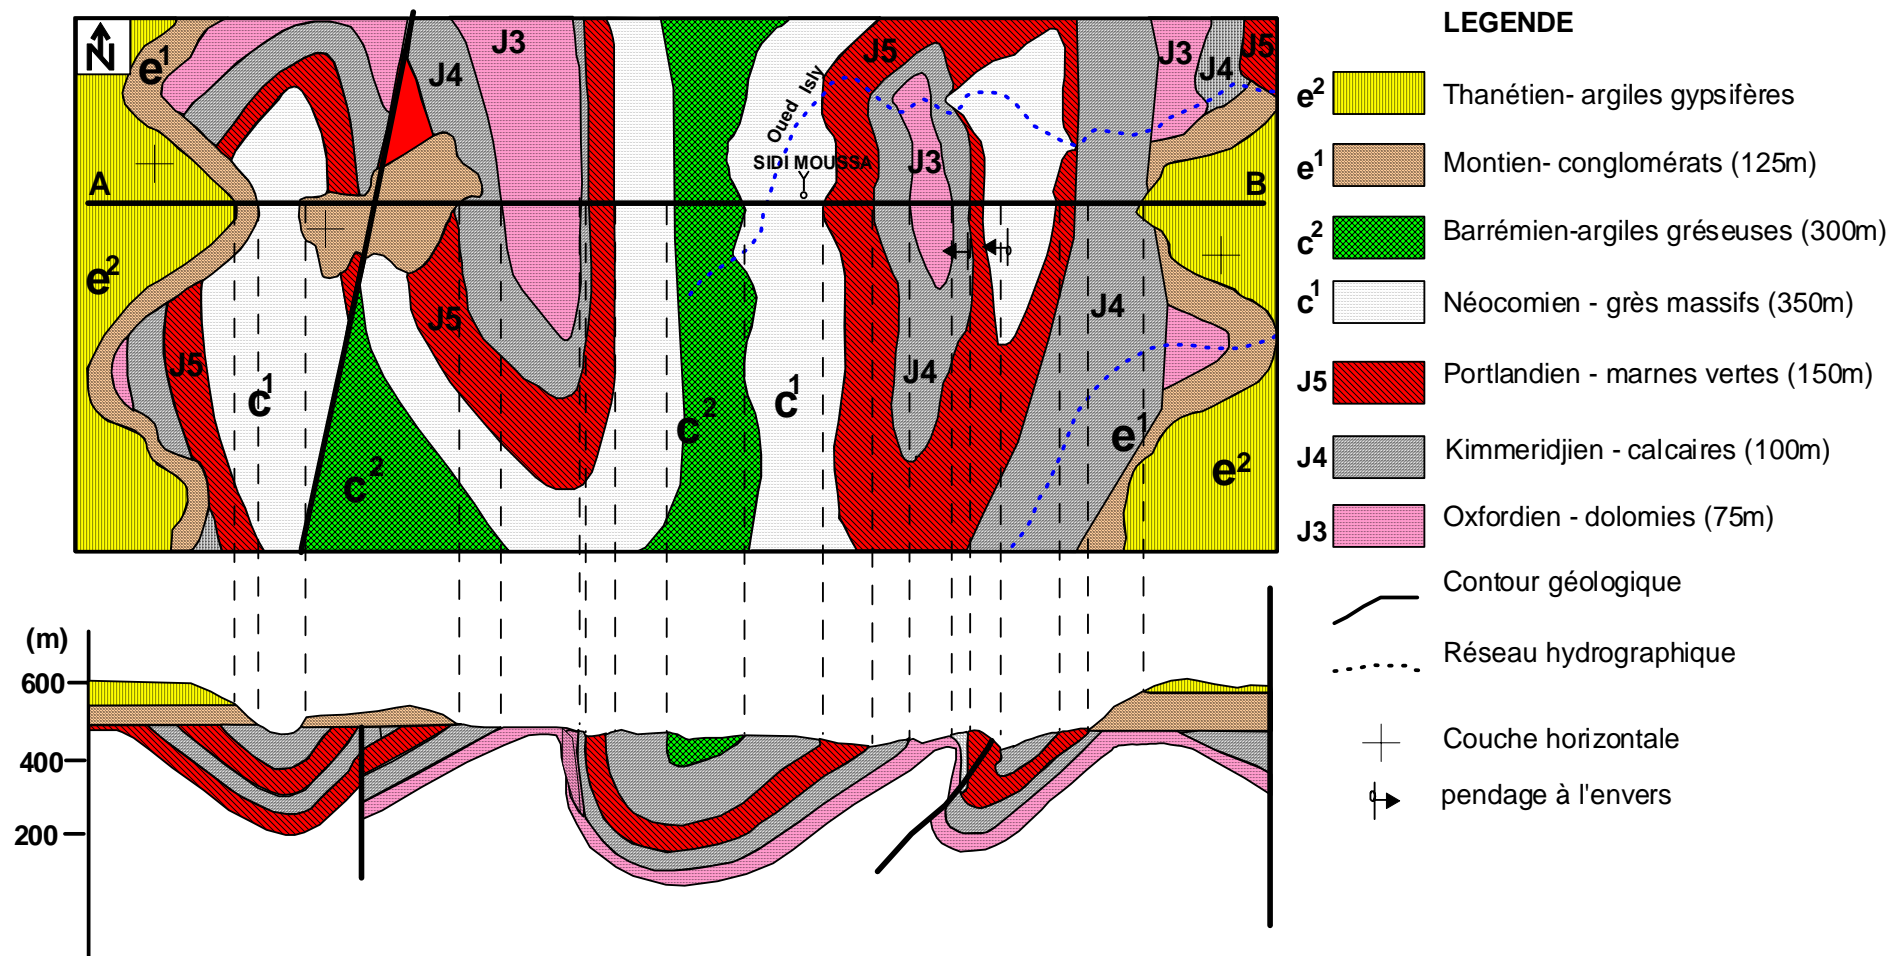 N
e1
J4
J3
J5
J3
J4
J5
Oued Isly
SIDI MOUSSA
J3
A
B
e2
J5
c1
J5
c2
c2
c1
J4
J4
e1
e2
(m)
600
400
200
LEGENDE
e2 Thanétien- argiles gypsifères
e1 Montien- conglomérats (125m)
c2 Barrémien-argiles gréseuses (300m)
c1 Néocomien - grès massifs (350m)
J5 Portlandien - marnes vertes (150m)
J4 Kimmeridjien - calcaires (100m)
J3 Oxfordien - dolomies (75m)
Contour géologique
Réseau hydrographique
Couche horizontale
pendage à l'envers